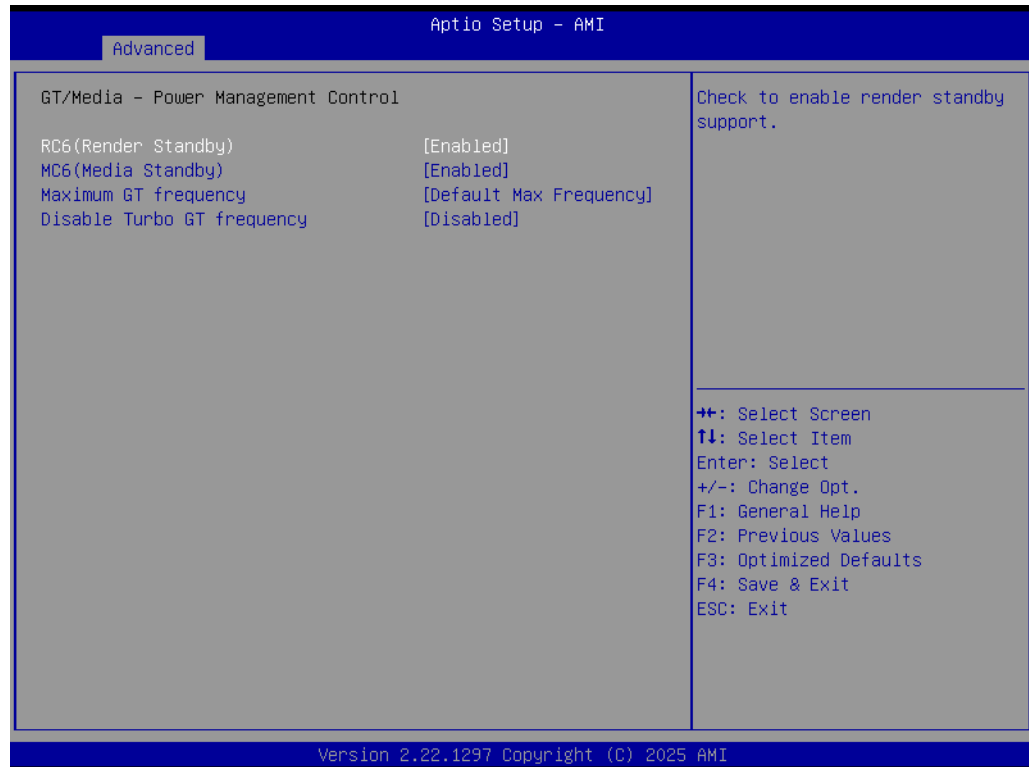 Aptio Setup – AMI
Advanced
GT/Media – Power Management Control
RC6(Render Standby) [Enabled]
MC6(Media Standby) [Enabled]
Maximum GT frequency [Default Max Frequency]
Disable Turbo GT frequency [Disabled]
Check to enable render standby
support.
→←: Select Screen
↑↓: Select Item
Enter: Select
+/-: Change Opt.
F1: General Help
F2: Previous Values
F3: Optimized Defaults
F4: Save & Exit
ESC: Exit
Version 2.22.1297 Copyright (C) 2025 AMI